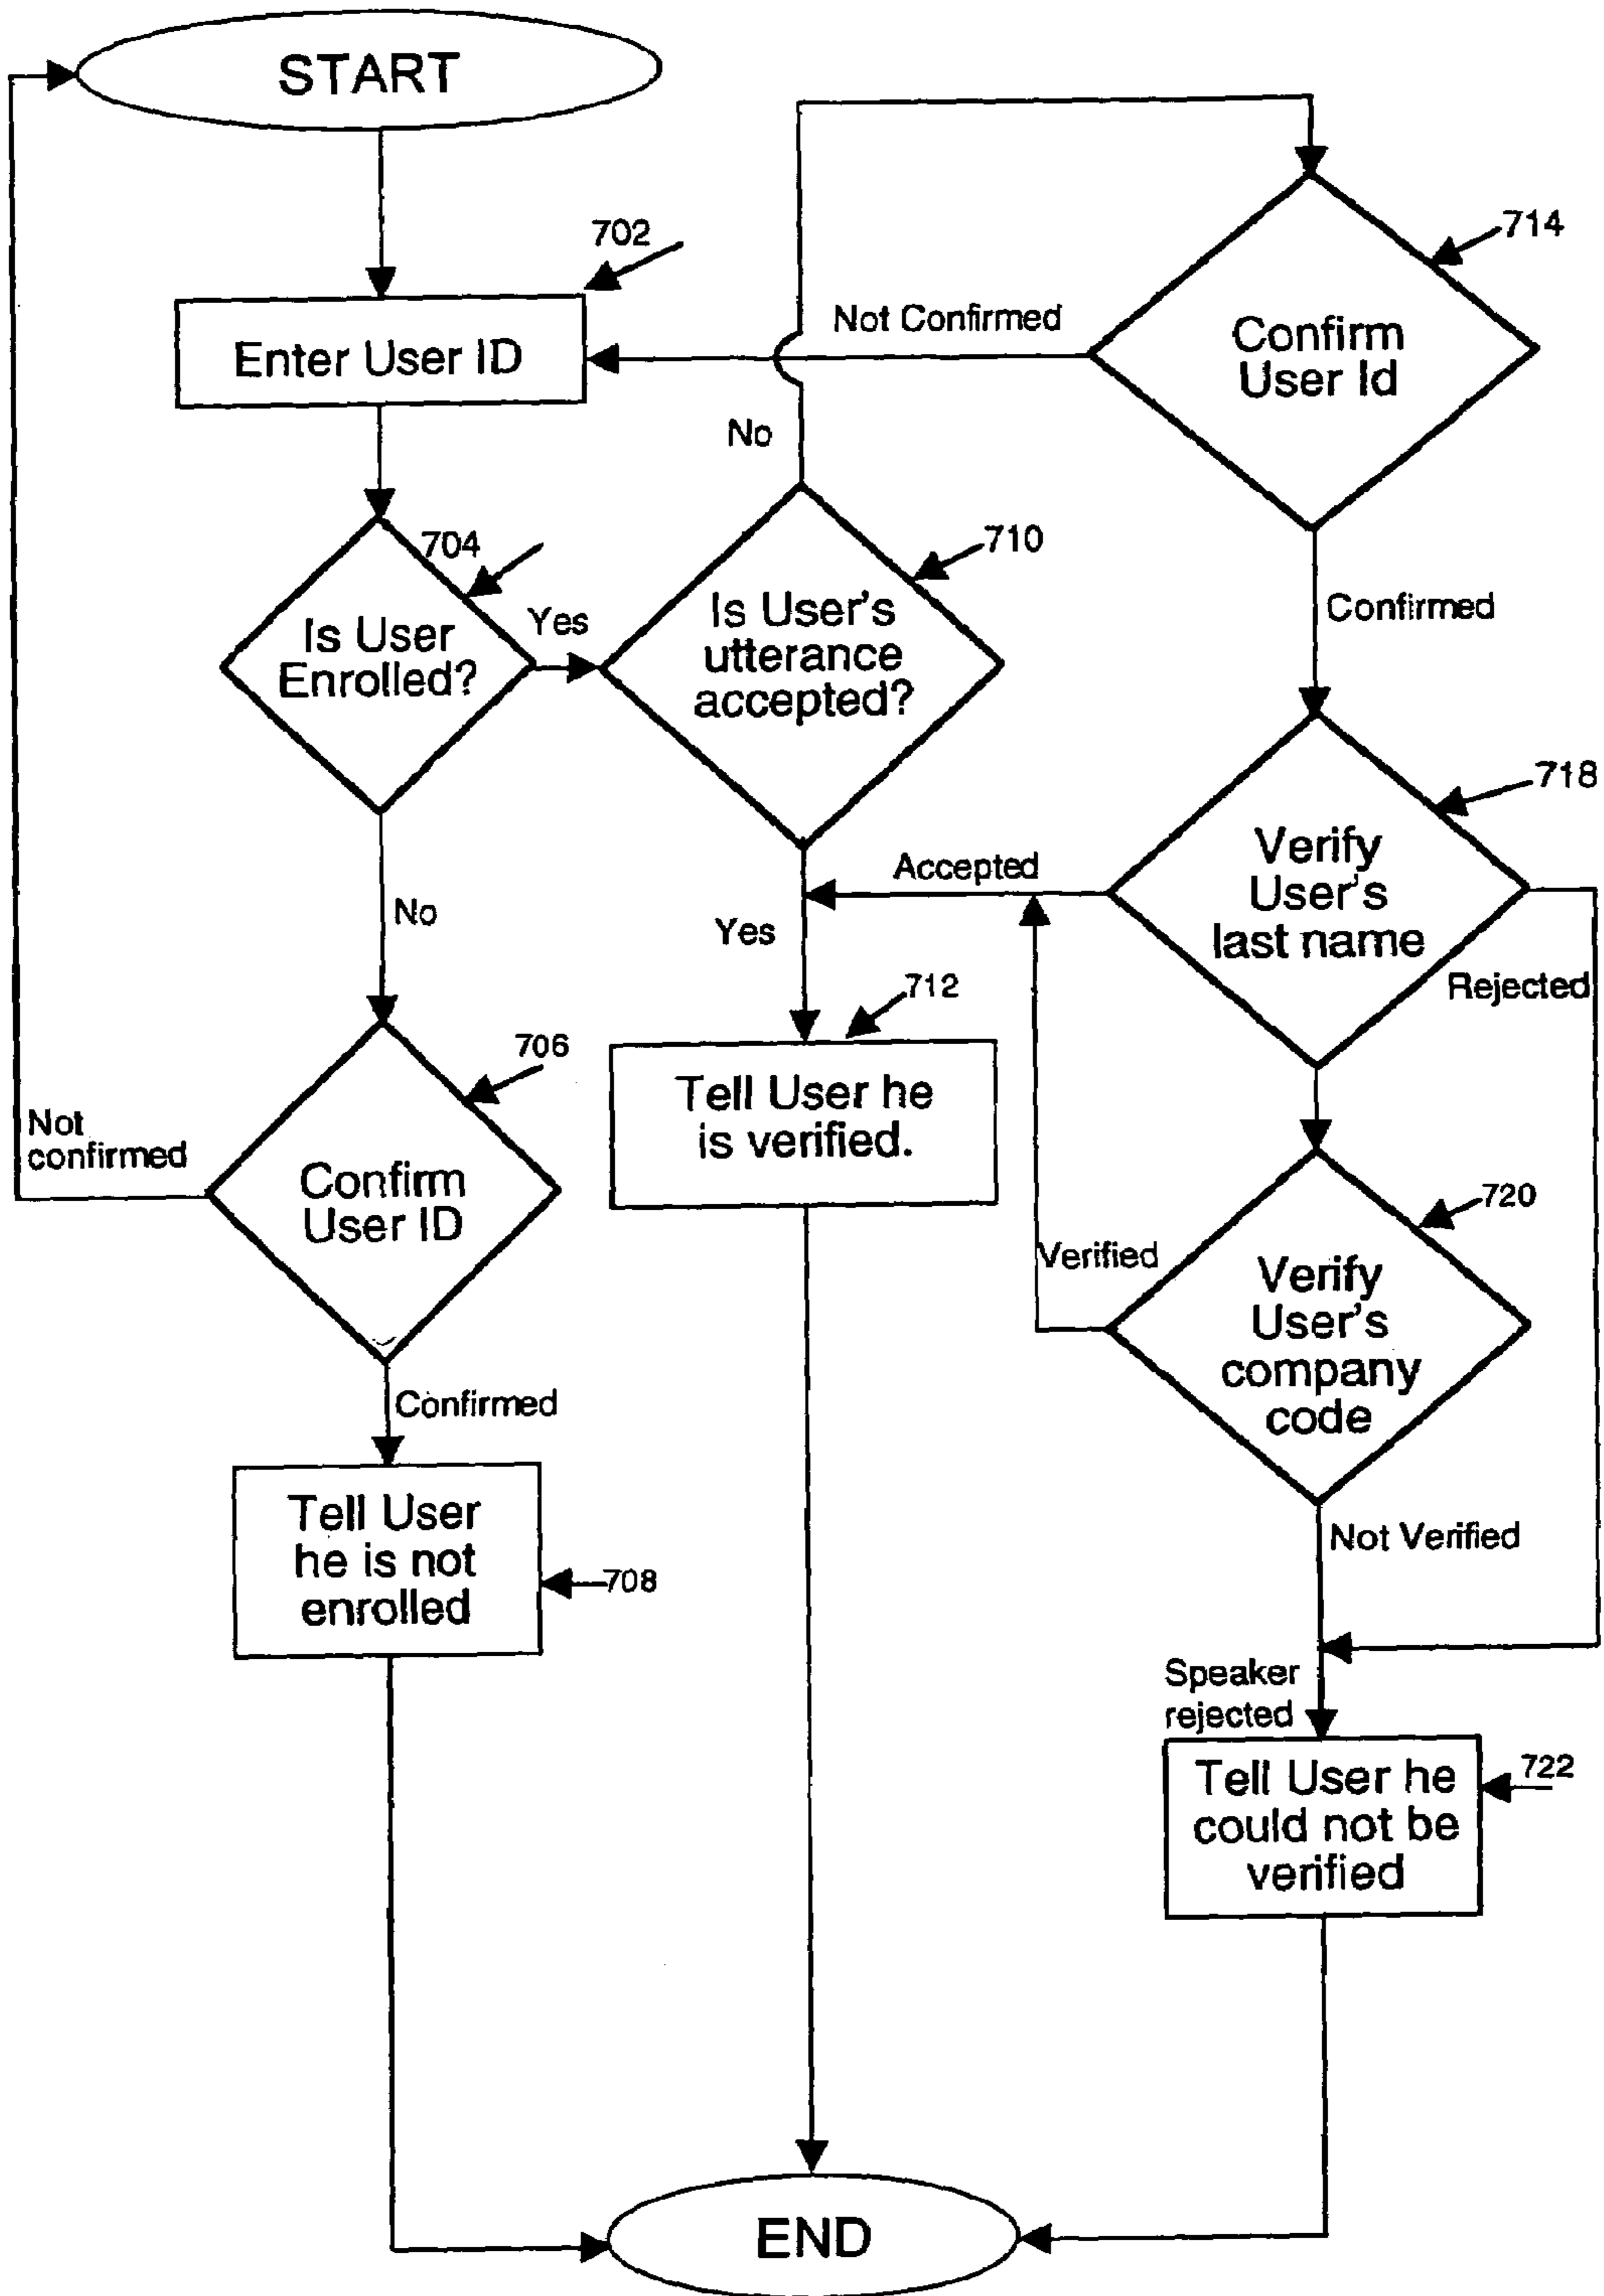 START
702
Enter User ID
Not Confirmed
714
Confirm
User Id
No
704
Is User
Enrolled?
Yes
710
Is User's
utterance
accepted?
Confirmed
718
Verify
User's
last name
Accepted
Yes
Rejected
No
712
Tell User he
is verified.
706
Confirm
User ID
Not
confirmed
720
Verify
User's
company
code
Verified
Confirmed
Tell User
he is not
enrolled
708
Not Verified
Speaker
rejected
Tell User he
could not be
verified
722
END